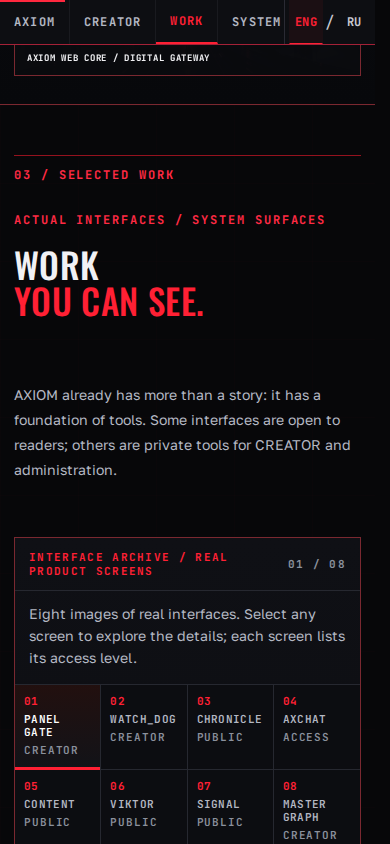 AXIOM CREATOR WORK SYSTEM ENG / RU
AXIOM WEB CORE / DIGITAL GATEWAY
03 / SELECTED WORK
ACTUAL INTERFACES / SYSTEM SURFACES
WORK
YOU CAN SEE.
AXIOM already has more than a story: it has a
foundation of tools. Some interfaces are open to
readers; others are private tools for CREATOR and
administration.
INTERFACE ARCHIVE / REAL
PRODUCT SCREENS
01 / 08
Eight images of real interfaces. Select any
screen to explore the details; each screen lists
its access level.
01
PANEL
GATE
CREATOR
02
WATCH_DOG
CREATOR
03
CHRONICLE
PUBLIC
04
AXCHAT
ACCESS
05
CONTENT
PUBLIC
06
VIKTOR
PUBLIC
07
SIGNAL
PUBLIC
08
MASTER
GRAPH
CREATOR